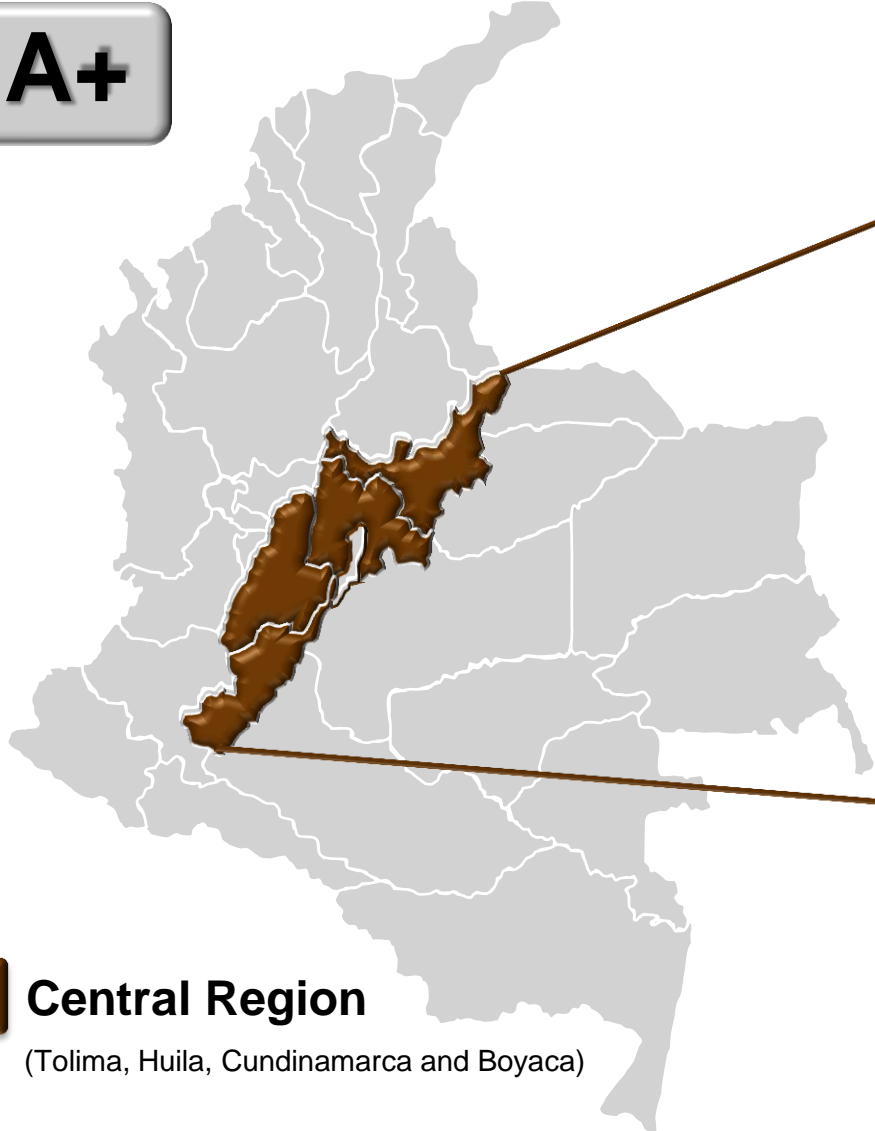 A+
Central Region
(Tolima, Huila, Cundinamarca and Boyaca)